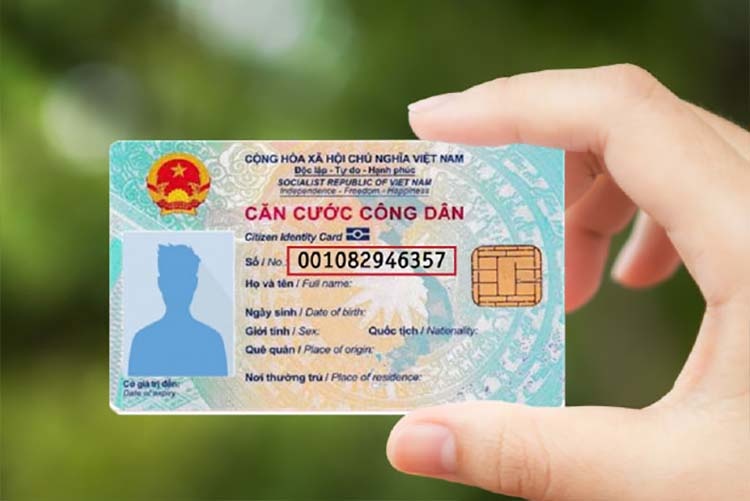 CỘNG HÒA XÃ HỘI CHỦ NGHĨA VIỆT NAM
Độc lập - Tự do - Hạnh phúc
SOCIALIST REPUBLIC OF VIET NAM
Independence - Freedom - Happiness
CĂN CƯỚC CÔNG DÂN
Citizen Identity Card
Số / No.: 001082946357
Họ và tên / Full name:
Ngày sinh / Date of birth:
Giới tính / Sex: Quốc tịch / Nationality:
Quê quán / Place of origin:
Nơi thường trú / Place of residence:
Có giá trị đến:
Date of expiry